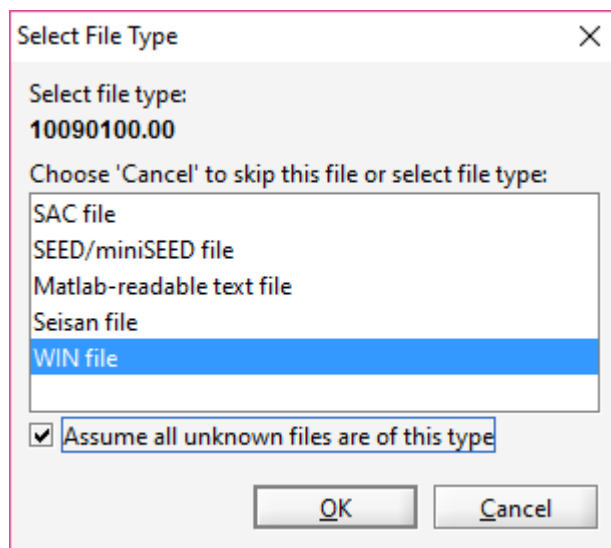 Select File Type
Select file type:
10090100.00
Choose 'Cancel' to skip this file or select file type:
SAC file
SEED/miniSEED file
Matlab-readable text file
Seisan file
WIN file
Assume all unknown files are of this type
OK
Cancel